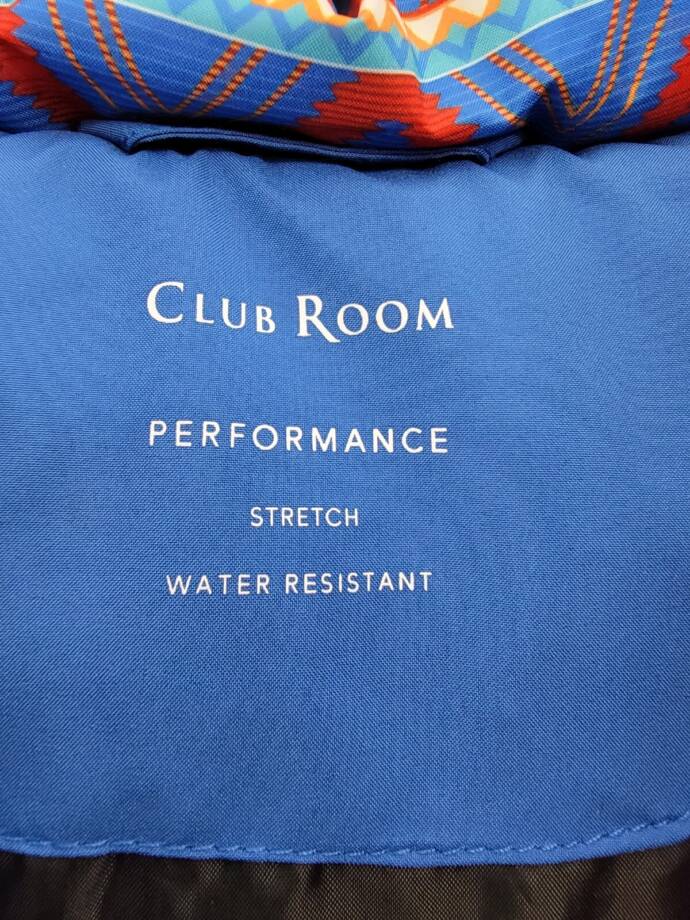 CLUB ROOM
PERFORMANCE
STRETCH
WATER RESISTANT